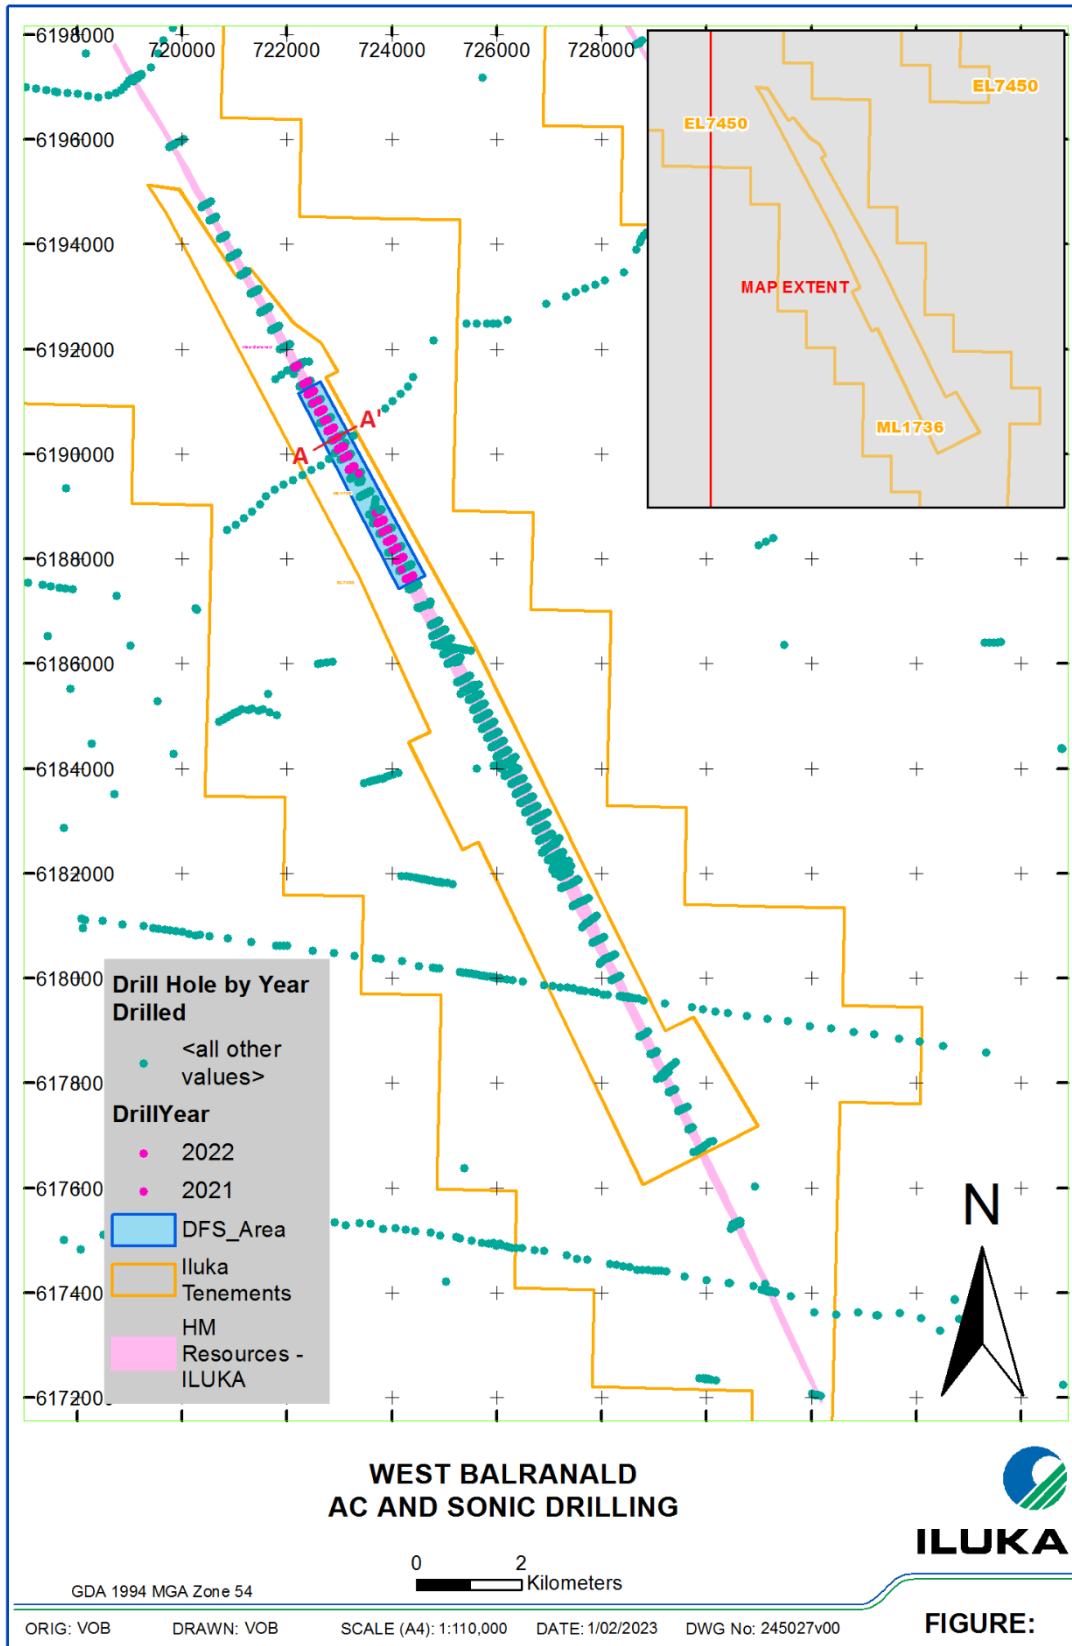 6198000
720000
722000
724000
726000
728000
6196000
6194000
6192000
6190000
6188000
6186000
6184000
6182000
618000
617800
617600
617400
617200
EL7450
EL7450
MAP EXTENT
ML1736
A
A'
Drill Hole by Year
Drilled
<all other
values>
DrillYear
2022
2021
DFS_Area
Iluka
Tenements
HM
Resources -
ILUKA
N
WEST BALRANALD
AC AND SONIC DRILLING
0 2
Kilometers
GDA 1994 MGA Zone 54
ILUKA
ORIG: VOB DRAWN: VOB SCALE (A4): 1:110,000 DATE: 1/02/2023 DWG No: 245027v00
FIGURE: